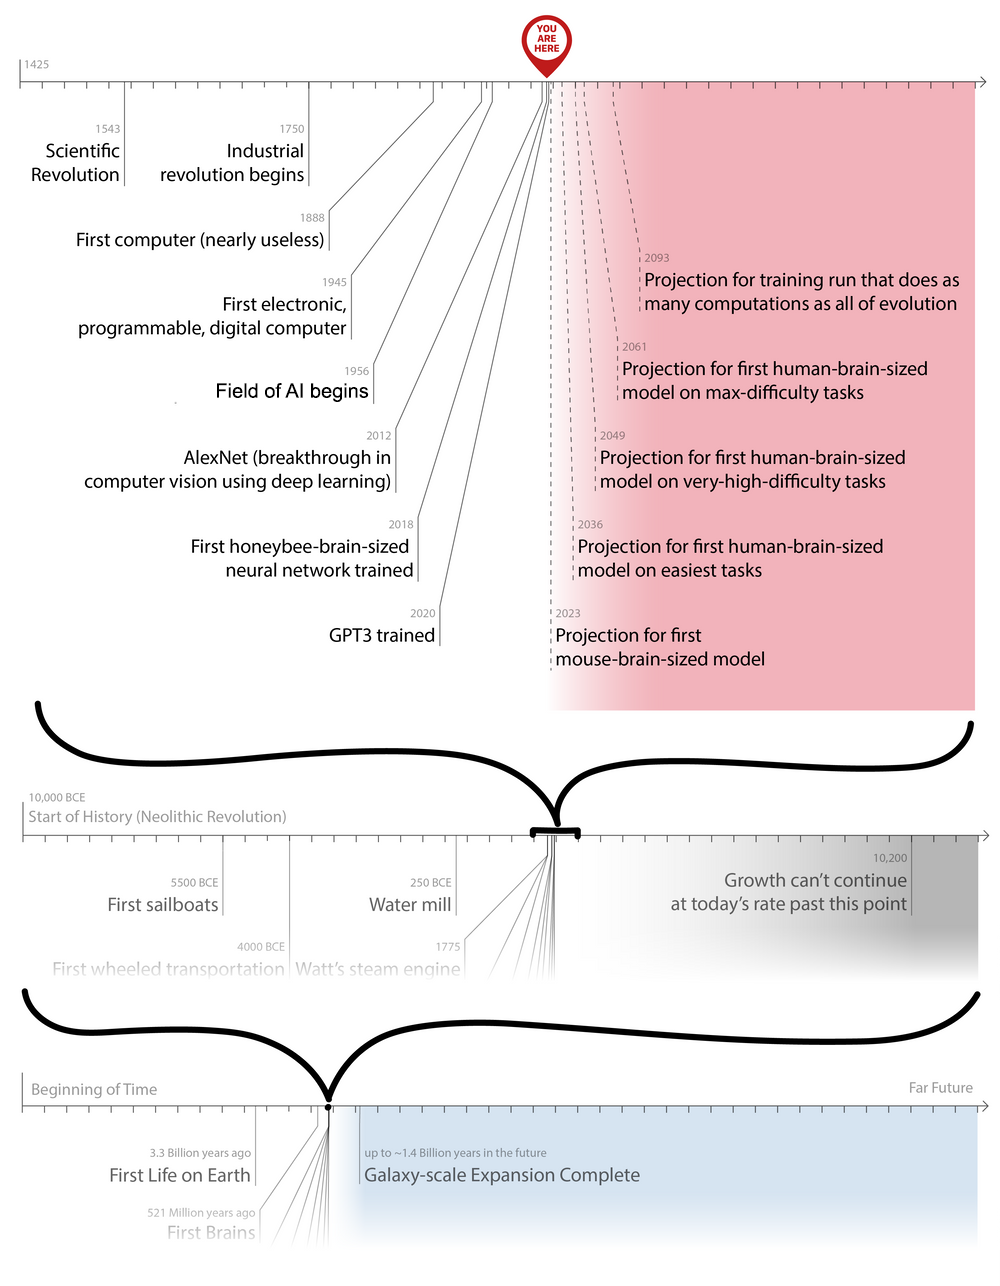 YOU
ARE
HERE
1425
1543
Scientific
Revolution
1750
Industrial
revolution begins
1888
First computer (nearly useless)
1945
First electronic,
programmable, digital computer
1956
Field of AI begins
2012
AlexNet (breakthrough in
computer vision using deep learning)
2018
First honeybee-brain-sized
neural network trained
2020
GPT3 trained
2093
Projection for training run that does as
many computations as all of evolution
2061
Projection for first human-brain-sized
model on max-difficulty tasks
2049
Projection for first human-brain-sized
model on very-high-difficulty tasks
2036
Projection for first human-brain-sized
model on easiest tasks
2023
Projection for first
mouse-brain-sized model
10,000 BCE
Start of History (Neolithic Revolution)
5500 BCE
First sailboats
4000 BCE
First wheeled transportation
250 BCE
Water mill
1775
Watt's steam engine
10,200
Growth can't continue
at today's rate past this point
Beginning of Time
Far Future
3.3 Billion years ago
First Life on Earth
521 Million years ago
First Brains
up to ~1.4 Billion years in the future
Galaxy-scale Expansion Complete